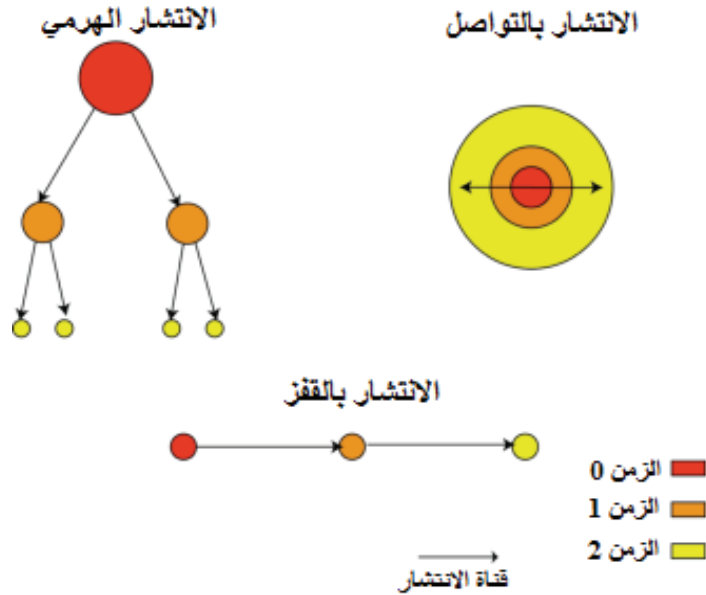 الانتشار الهرمي
الانتشار بالتواصل
الانتشار بالقفز
الزمن 0
الزمن 1
الزمن 2
قناة الانتشار